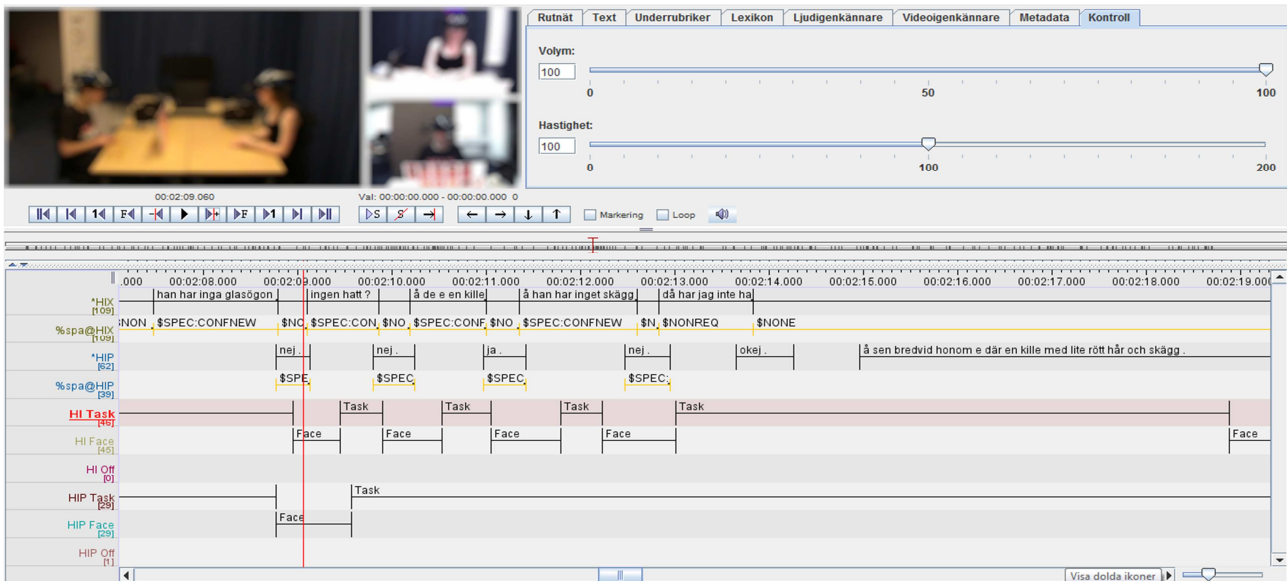 Rutnät Text Underrubriker Lexikon Ljudigenkännare Videoigenkännare Metadata Kontroll
Volym:
100
0 50 100
Hastighet:
100
0 100 200
00:02:09.060 Val: 00:00:00.000 - 00:00:00.000 0
1 F F 1 S S Markering Loop
.000 00:02:08.000 00:02:09.000 00:02:10.000 00:02:11.000 00:02:12.000 00:02:13.000 00:02:14.000 00:02:15.000 00:02:16.000 00:02:17.000 00:02:18.000 00:02:19.000
*HIX [109] han har inga glasögon . ingen hatt ? å de e en kille å han har inget skägg då har jag inte ha
%spa@HIX [109] $NON $SPEC:CONFNEW $NO $SPEC:CON $NO $SPEC:CONF $NO $SPEC:CONFNEW $N $NONREQ $NONE
*HIP [62] nej . nej . ja . nej . okej . å sen bredvid honom e där en kille med lite rött hår och skägg .
%spa@HIP [39] $SPE $SPEC $SPEC $SPEC:
HI Task [46] Task Task Task Task
HI Face [45] Face Face Face Face Face
HI Off [0]
HIP Task [29] Task
HIP Face [29] Face
HIP Off [1]
Visa dolda ikoner